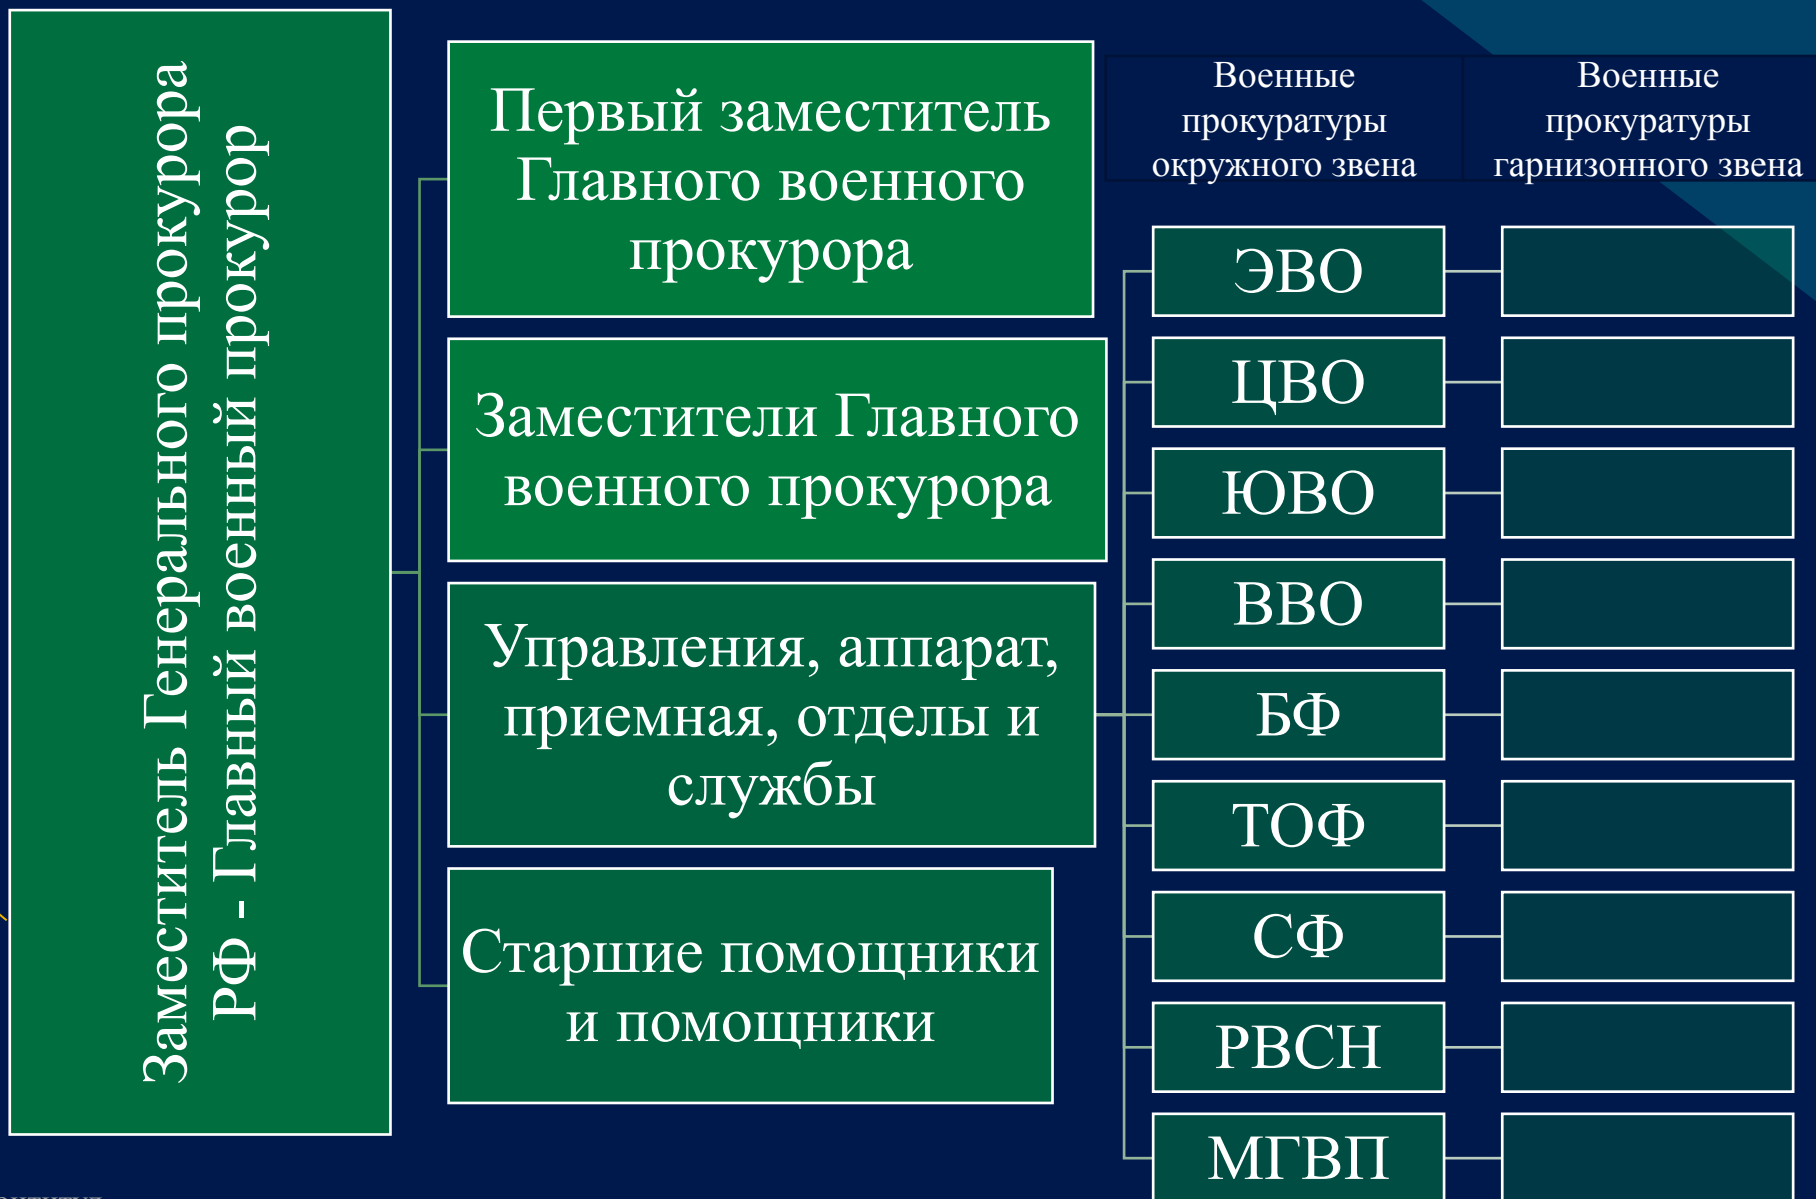 Заместитель Генерального прокурора
РФ - Главный военный прокурор
Первый заместитель
Главного военного
прокурора
Заместители Главного
военного прокурора
Управления, аппарат,
приемная, отделы и
службы
Старшие помощники
и помощники
Военные
прокуратуры
окружного звена
Военные
прокуратуры
гарнизонного звена
ЭВО
ЦВО
ЮВО
ВВО
БФ
ТОФ
СФ
РВСН
МГВП